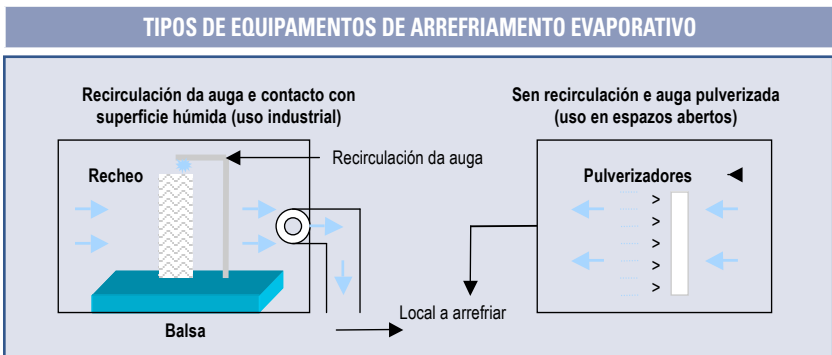 TIPOS DE EQUIPAMENTOS DE ARREFRIAMENTO EVAPORATIVO
Recirculación da auga e contacto con
superficie húmida (uso industrial)
Sen recirculación e auga pulverizada
(uso en espazos abertos)
Recirculación da auga
Recheo
Pulverizadores
>
>
>
>
>
Local a arrefriar
Balsa